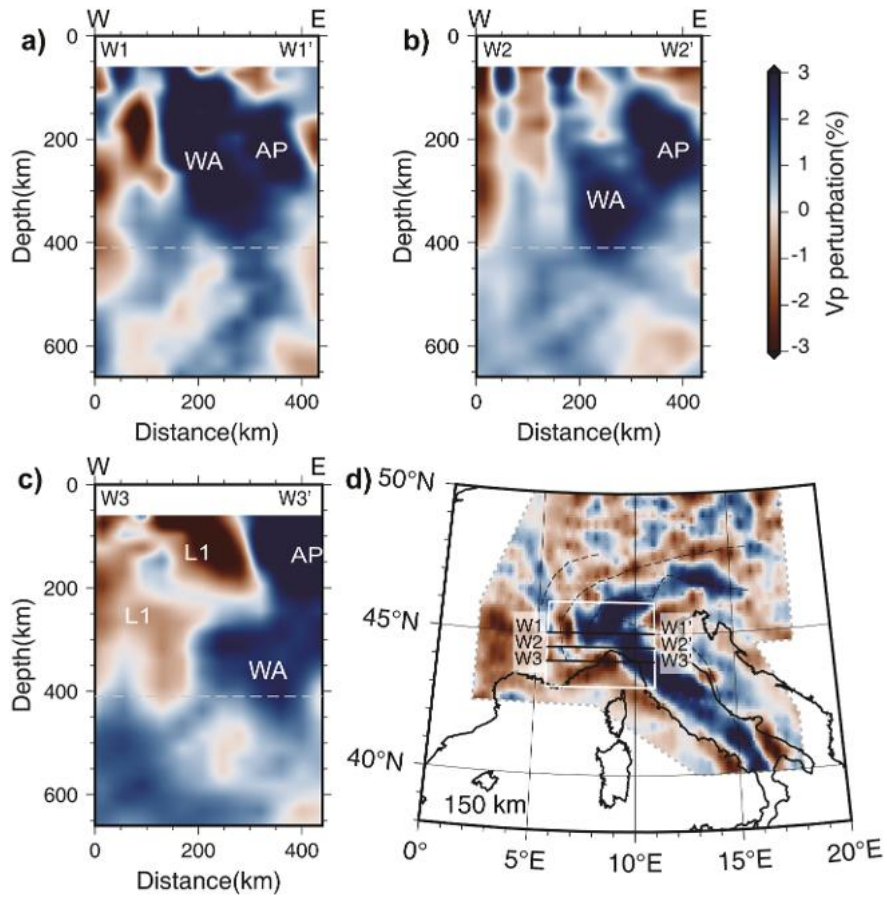 a)
W E
W1 W1'
0
200
400
600
Depth(km)
WA AP
0 200 400
Distance(km)
b)
W E
W2 W2'
0
200
400
600
Depth(km)
WA AP
0 200 400
Distance(km)
3
2
1
0
-1
-2
-3
Vp perturbation(%)
c)
W E
W3 W3'
0
200
400
600
Depth(km)
L1 AP
L1
WA
0 200 400
Distance(km)
d)
50°N
45°N
40°N
W1 W1'
W2 W2'
W3 W3'
150 km
0° 5°E 10°E 15°E 20°E